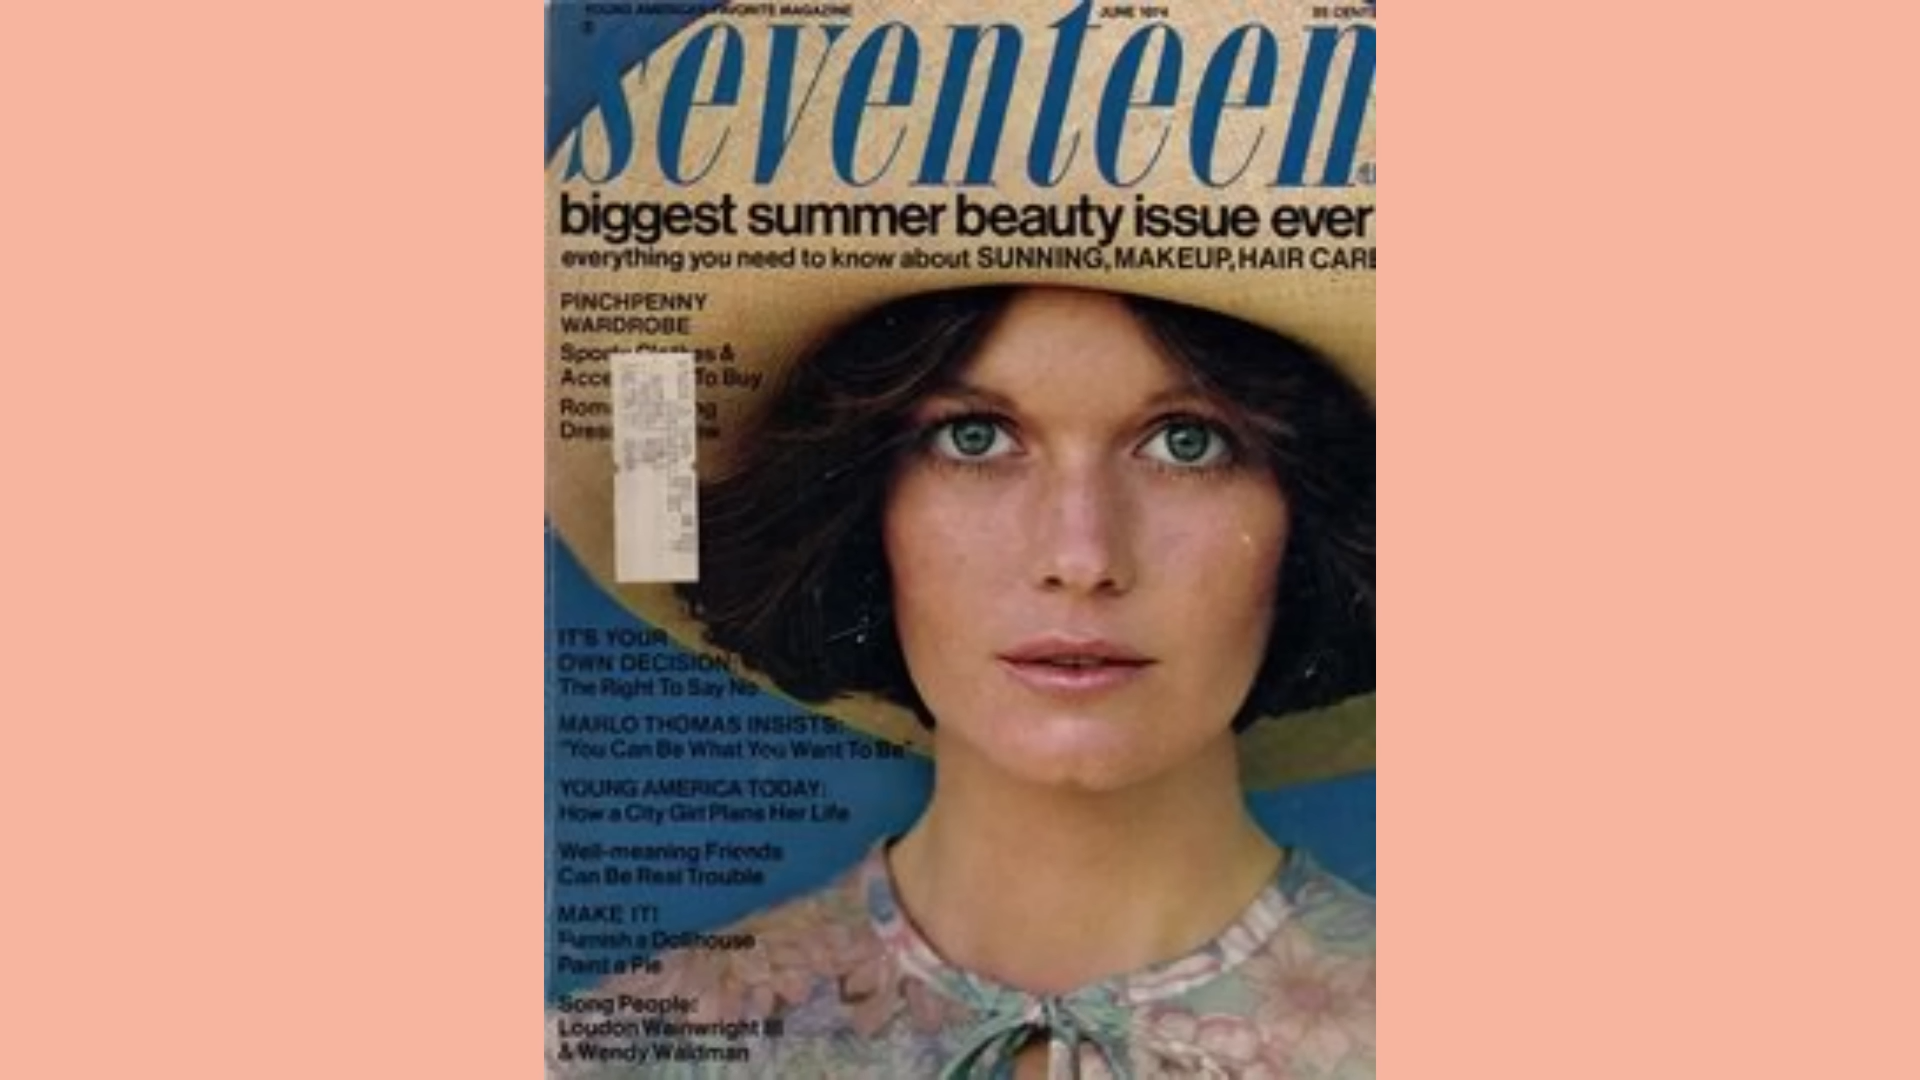 YOUNG AMERICA'S FAVORITE MAGAZINE JUNE 1974 95 CENTS
seventeen
biggest summer beauty issue ever
everything you need to know about SUNNING, MAKEUP, HAIR CARE
PINCHPENNY
WARDROBE
& 
To Buy
IT'S YOUR
OWN DECISION:
The Right To Say No
MARLO THOMAS INSISTS:
"You Can Be What You Want To Be"
YOUNG AMERICA TODAY:
How a City Girl Plans Her Life
Well-meaning Friends
Can Be Real Trouble
MAKE IT!
Furnish a Dollhouse
Paint a Pie
Song People:
Loudon Wainwright III
& Wendy Waldman